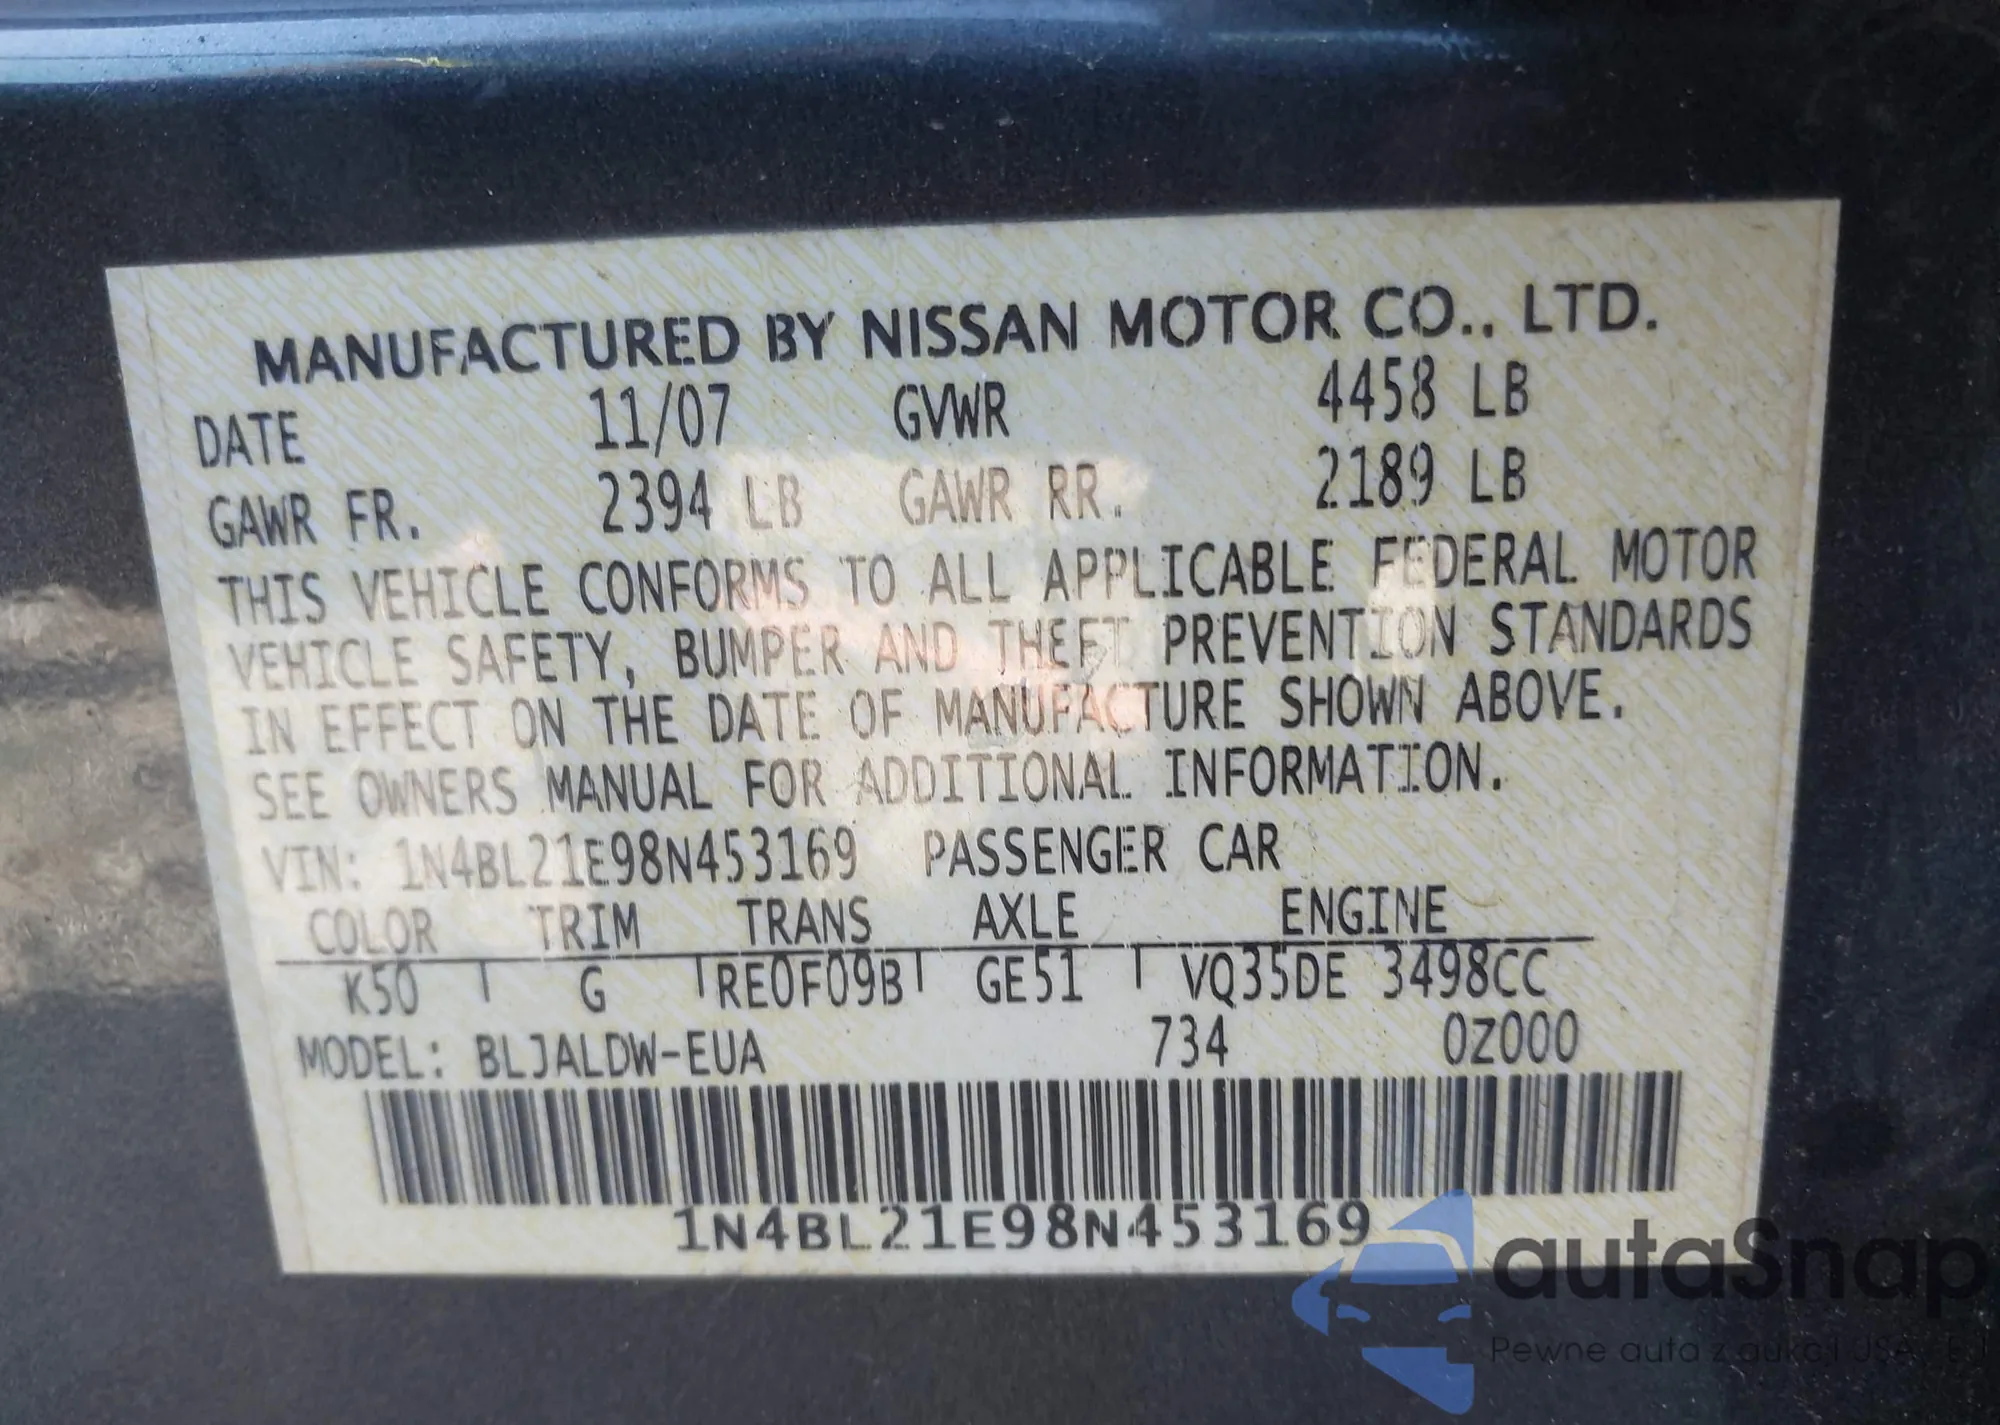 MANUFACTURED BY NISSAN MOTOR CO., LTD.
DATE 11/07 GVWR 4458 LB
GAWR FR. 2394 LB GAWR RR. 2189 LB
THIS VEHICLE CONFORMS TO ALL APPLICABLE FEDERAL MOTOR
VEHICLE SAFETY, BUMPER AND THEFT PREVENTION STANDARDS
IN EFFECT ON THE DATE OF MANUFACTURE SHOWN ABOVE.
SEE OWNERS MANUAL FOR ADDITIONAL INFORMATION.
VIN: 1N4BL21E98N453169 PASSENGER CAR
COLOR TRIM TRANS AXLE ENGINE
K50 G RE0F09B GE51 VQ35DE 3498CC
MODEL: BLJALDW-EUA 734 0Z000
1N4BL21E98N453169
autaSnap
Pewne auta z aukcji